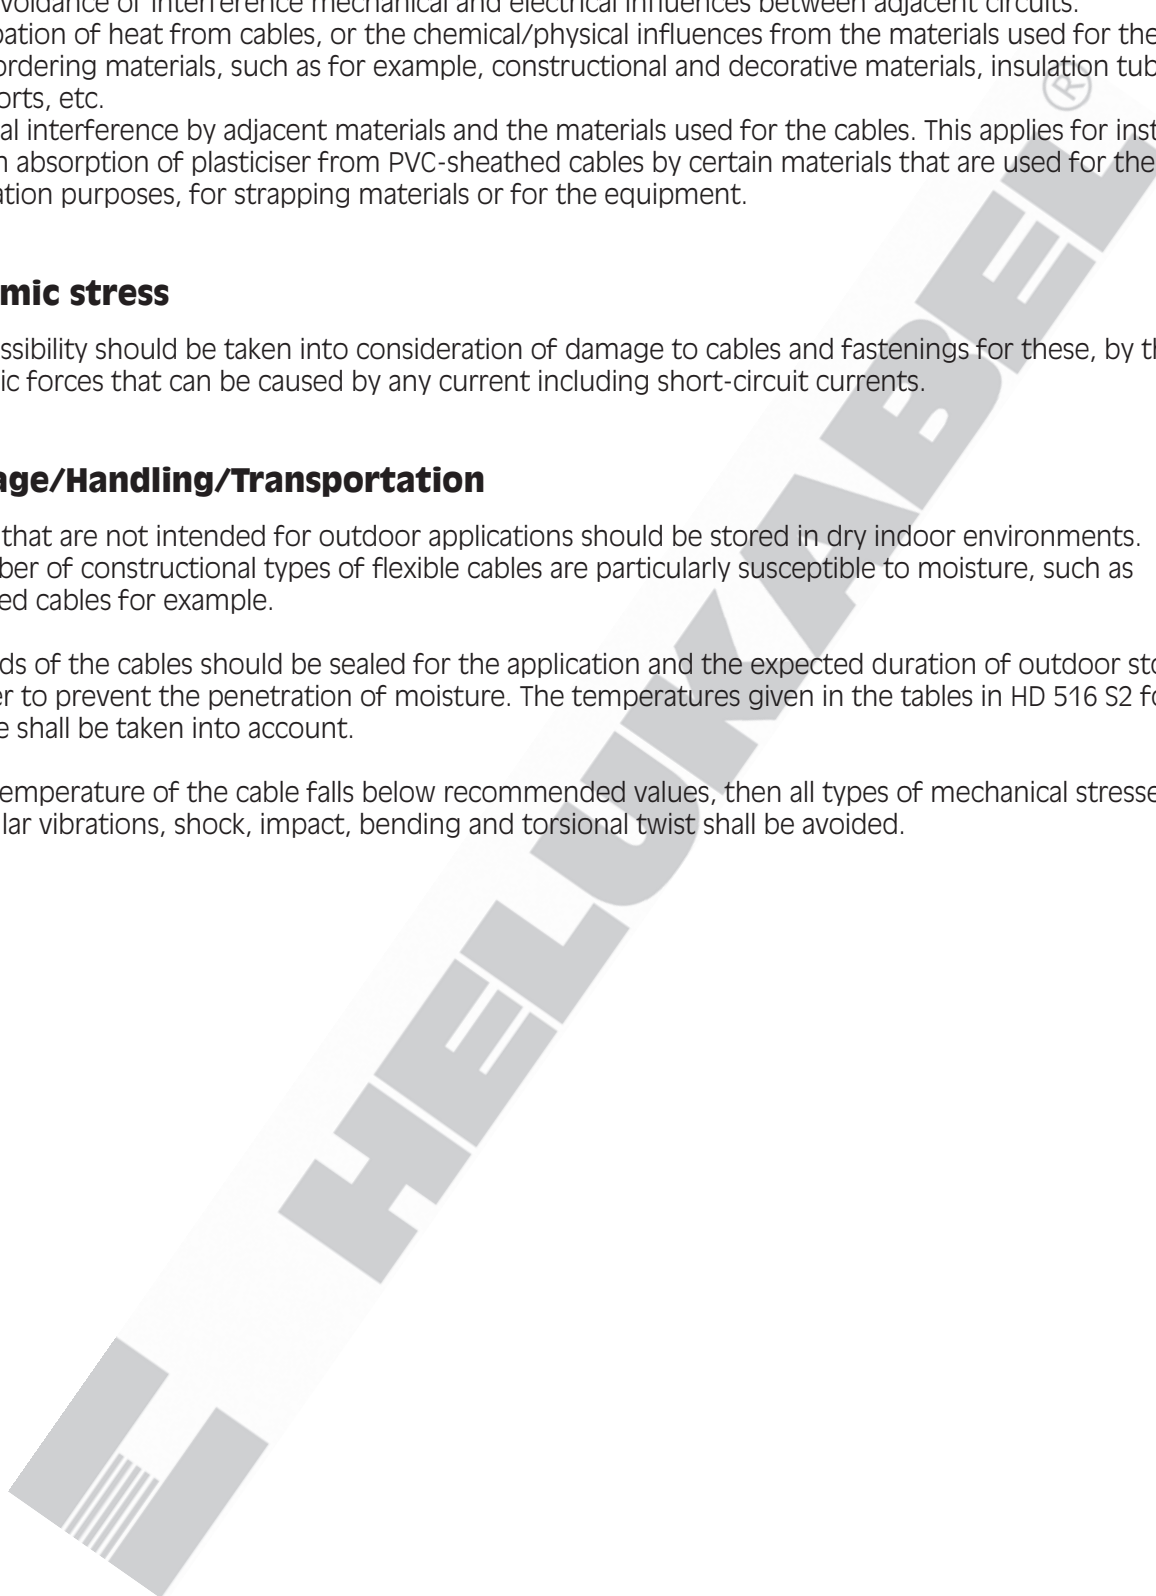 voidance of interference mechanical and electrical influences between adjacent circuits.
pation of heat from cables, or the chemical/physical influences from the materials used for the
ordering materials, such as for example, constructional and decorative materials, insulation tub
orts, etc.
al interference by adjacent materials and the materials used for the cables. This applies for inst
n absorption of plasticiser from PVC-sheathed cables by certain materials that are used for the
ation purposes, for strapping materials or for the equipment.
mic stress
ssibility should be taken into consideration of damage to cables and fastenings for these, by th
ic forces that can be caused by any current including short-circuit currents.
age/Handling/Transportation
that are not intended for outdoor applications should be stored in dry indoor environments.
ber of constructional types of flexible cables are particularly susceptible to moisture, such as
ed cables for example.
ds of the cables should be sealed for the application and the expected duration of outdoor sto
er to prevent the penetration of moisture. The temperatures given in the tables in HD 516 S2 fo
e shall be taken into account.
emperature of the cable falls below recommended values, then all types of mechanical stresse
lar vibrations, shock, impact, bending and torsional twist shall be avoided.
HELUKABEL®